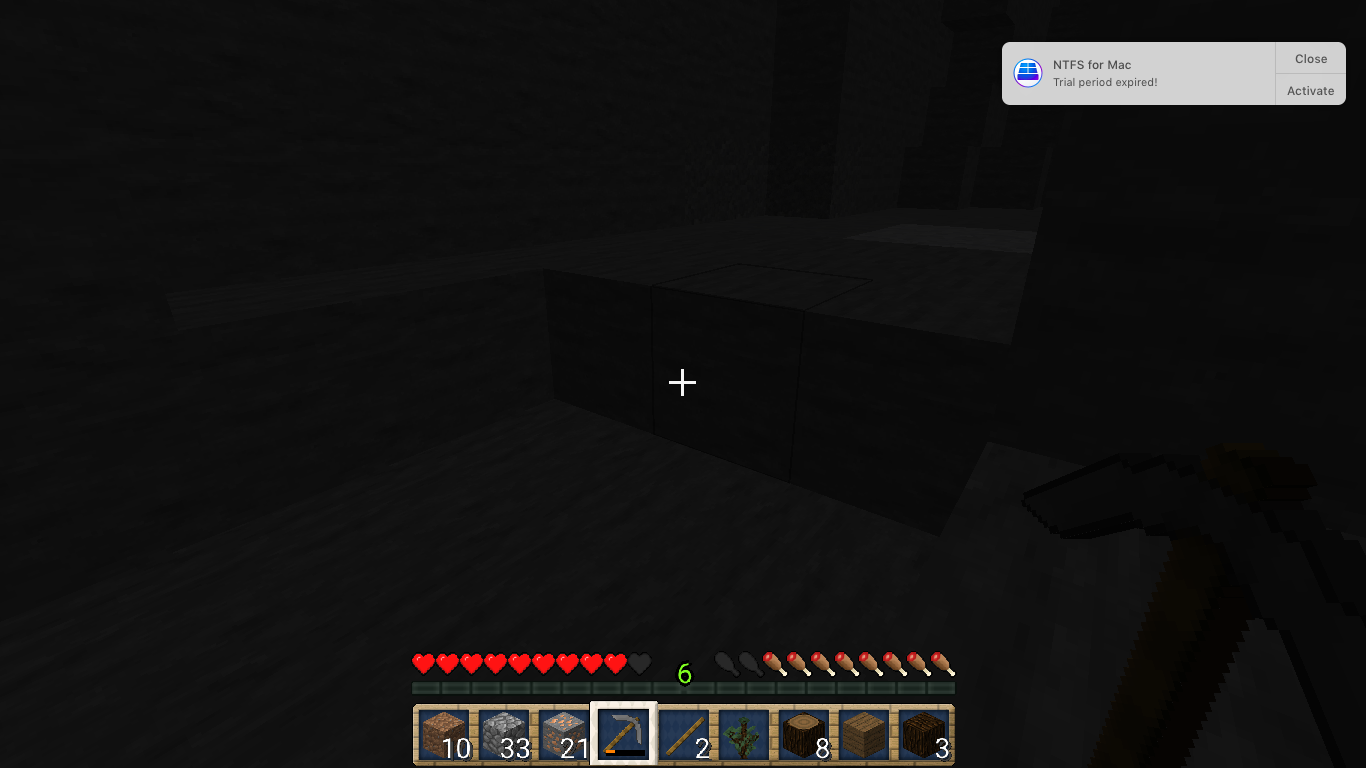 NTFS for Mac
Close
Trial period expired!
Activate
6
10
33
21
2
8
3